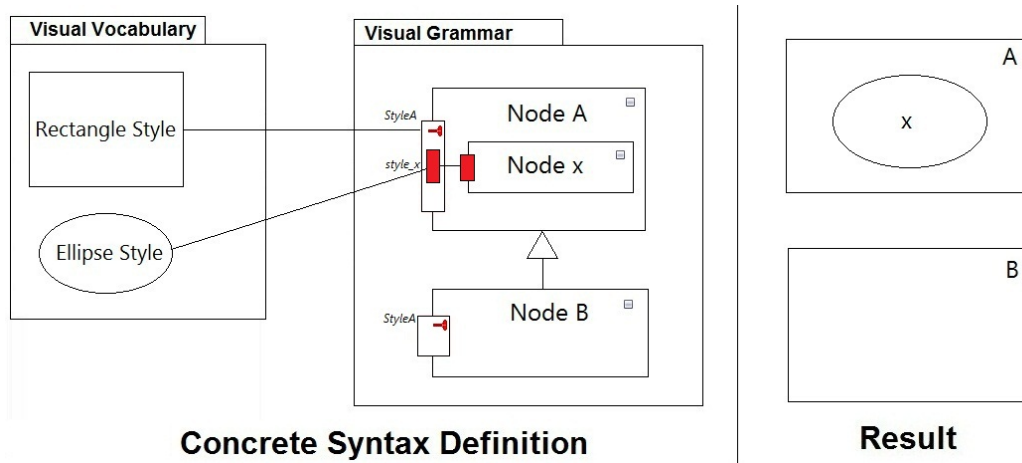 Visual Vocabulary
Rectangle Style
Ellipse Style
Visual Grammar
StyleA
Node A
style_x
Node x
StyleA
Node B
Concrete Syntax Definition
A
x
B
Result